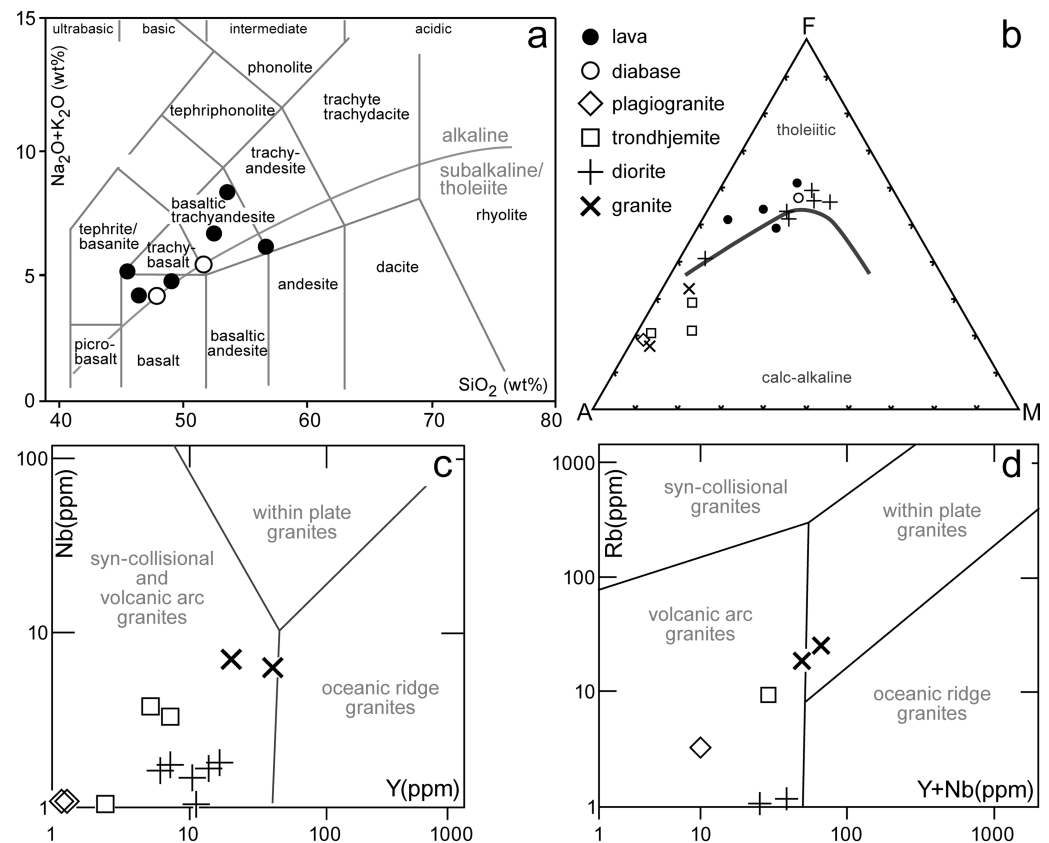 15
ultrabasic
basic
intermediate
acidic
a
phonolite
tephriphonolite
trachyte
trachydacite
alkaline
10
trachy-
andesite
subalkaline/
tholeiite
basaltic
trachyandesite
rhyolite
tephrite/
basanite
trachy-
basalt
dacite
5
andesite
picro-
basalt
basalt
basaltic
andesite
Na2O+K2O (wt%)
SiO2 (wt%)
0
40
50
60
70
80
lava
diabase
plagiogranite
trondhjemite
diorite
granite
F
b
tholeiitic
calc-alkaline
A
M
100
c
Nb(ppm)
within plate
granites
syn-collisional
and
volcanic arc
granites
10
oceanic ridge
granites
Y(ppm)
1
1
10
100
1000
1000
d
Rb(ppm)
syn-collisional
granites
within plate
granites
100
volcanic arc
granites
10
oceanic ridge
granites
Y+Nb(ppm)
1
1
10
100
1000